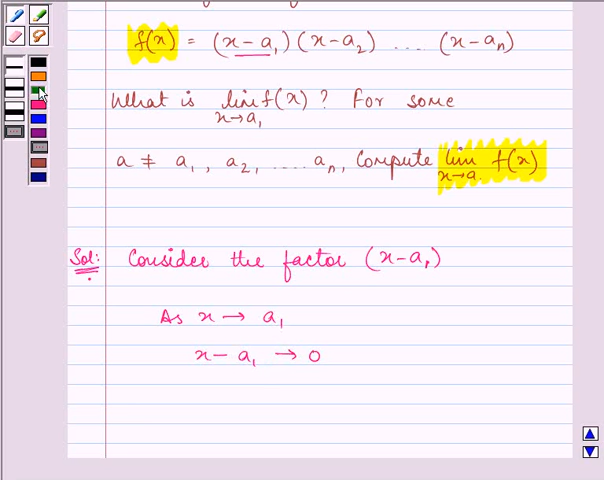 f(x) = (x-a₁)(x-a₂) .... (x-aₙ)
What is lim f(x)? For some
x→a₁
a ≠ a₁, a₂, .... aₙ, Compute lim f(x)
x→a.
Sol: Consider the factor (x-a₁)
As x → a₁
x - a₁ → 0